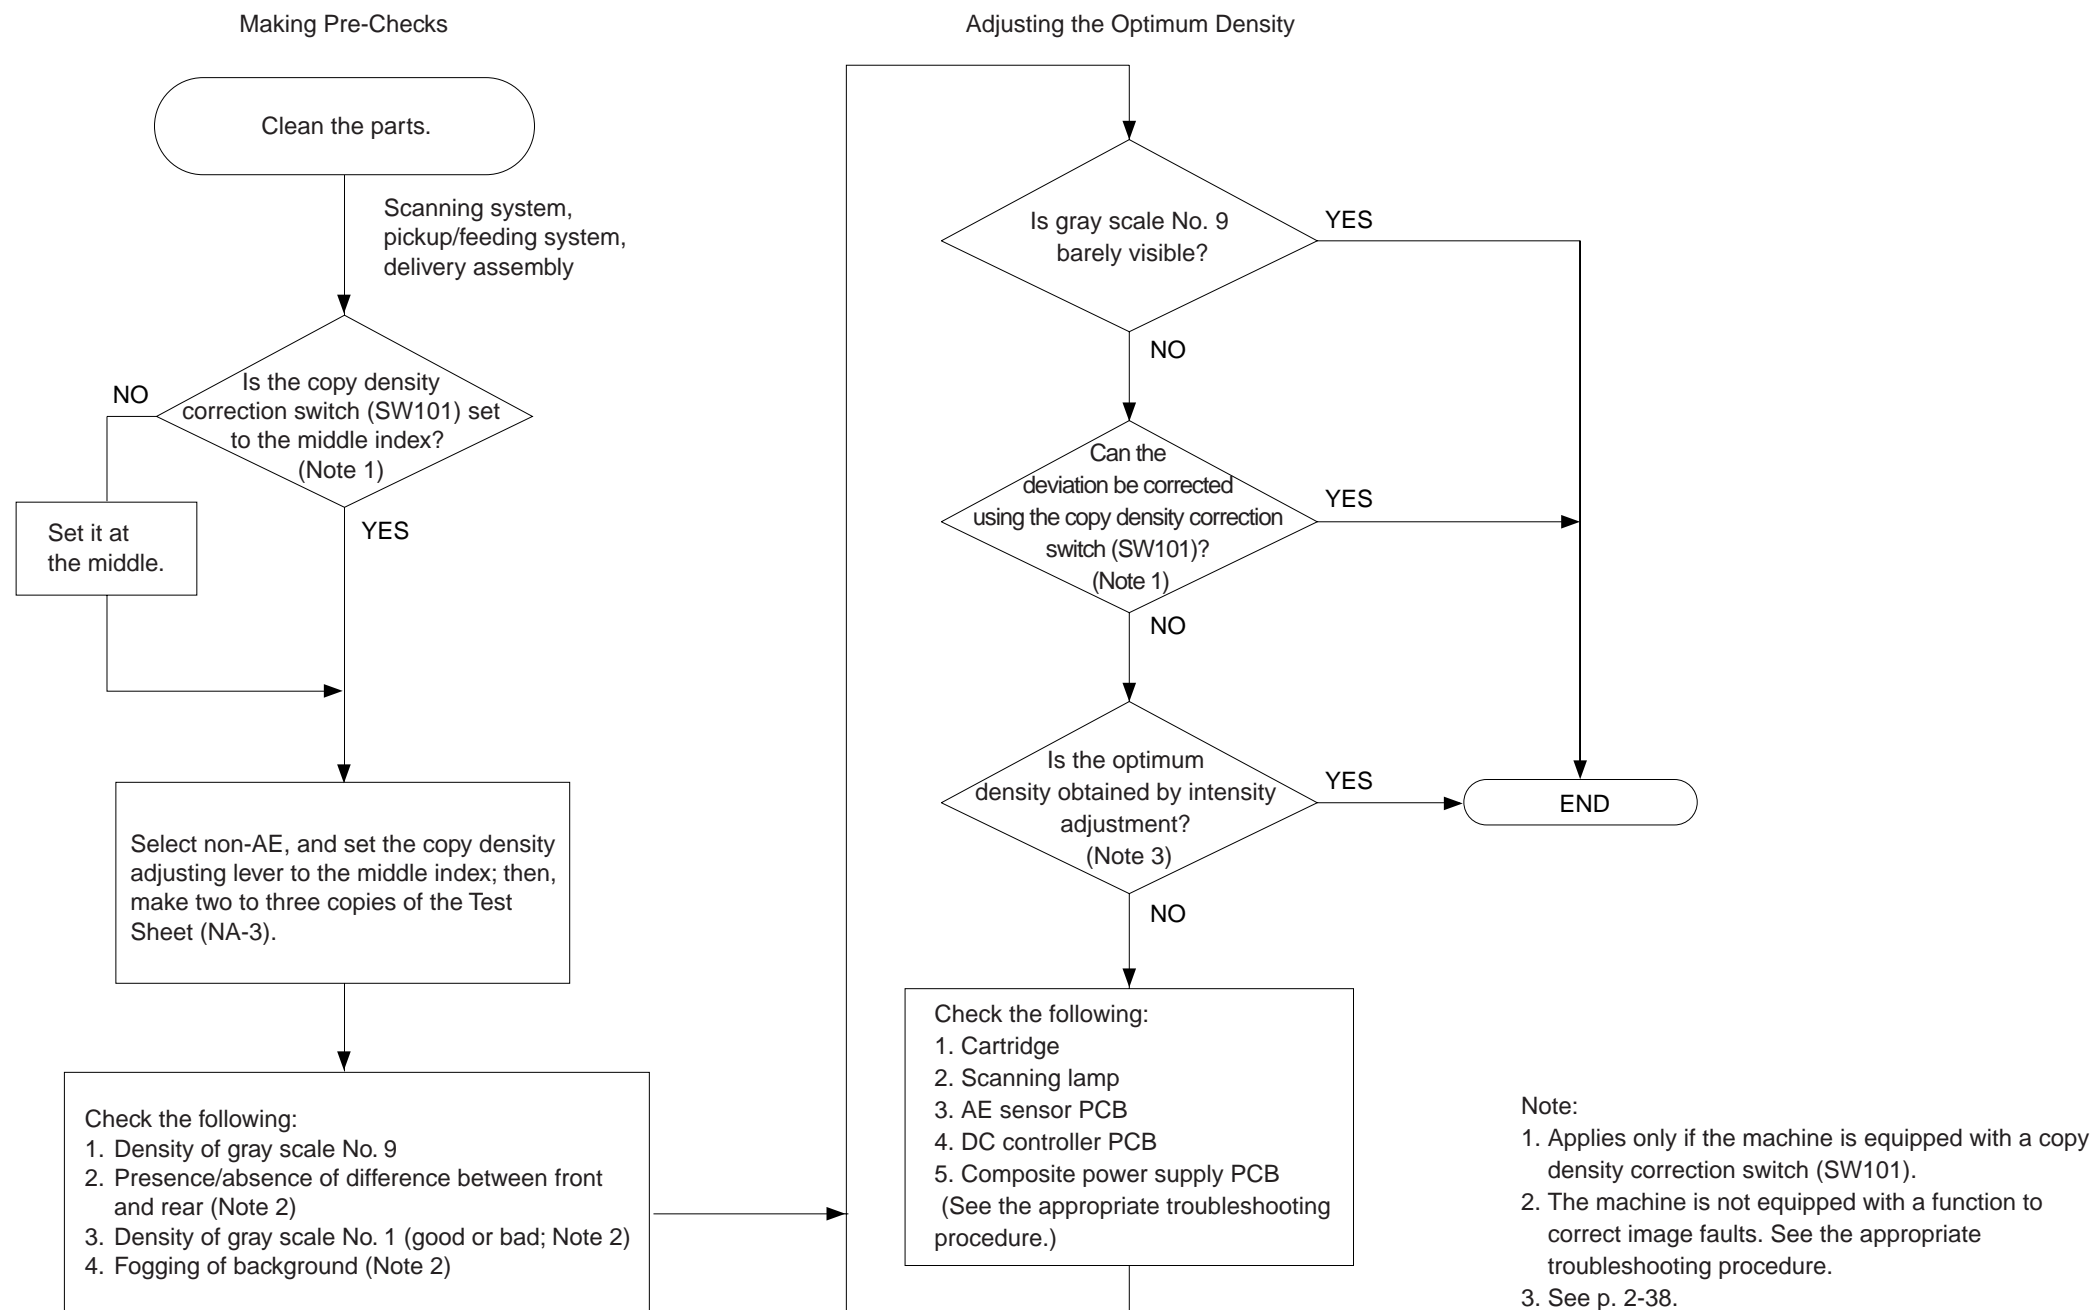 Making Pre-Checks
Clean the parts.
Scanning system,
pickup/feeding system,
delivery assembly
Is the copy density
correction switch (SW101) set
to the middle index?
(Note 1)
NO
YES
Set it at
the middle.
Select non-AE, and set the copy density
adjusting lever to the middle index; then,
make two to three copies of the Test
Sheet (NA-3).
Check the following:
1. Density of gray scale No. 9
2. Presence/absence of difference between front
and rear (Note 2)
3. Density of gray scale No. 1 (good or bad; Note 2)
4. Fogging of background (Note 2)
Adjusting the Optimum Density
Is gray scale No. 9
barely visible?
YES
NO
Can the
deviation be corrected
using the copy density correction
switch (SW101)?
(Note 1)
YES
NO
Is the optimum
density obtained by intensity
adjustment?
(Note 3)
YES
END
NO
Check the following:
1. Cartridge
2. Scanning lamp
3. AE sensor PCB
4. DC controller PCB
5. Composite power supply PCB
(See the appropriate troubleshooting
procedure.)
Note:
1. Applies only if the machine is equipped with a copy
density correction switch (SW101).
2. The machine is not equipped with a function to
correct image faults. See the appropriate
troubleshooting procedure.
3. See p. 2-38.